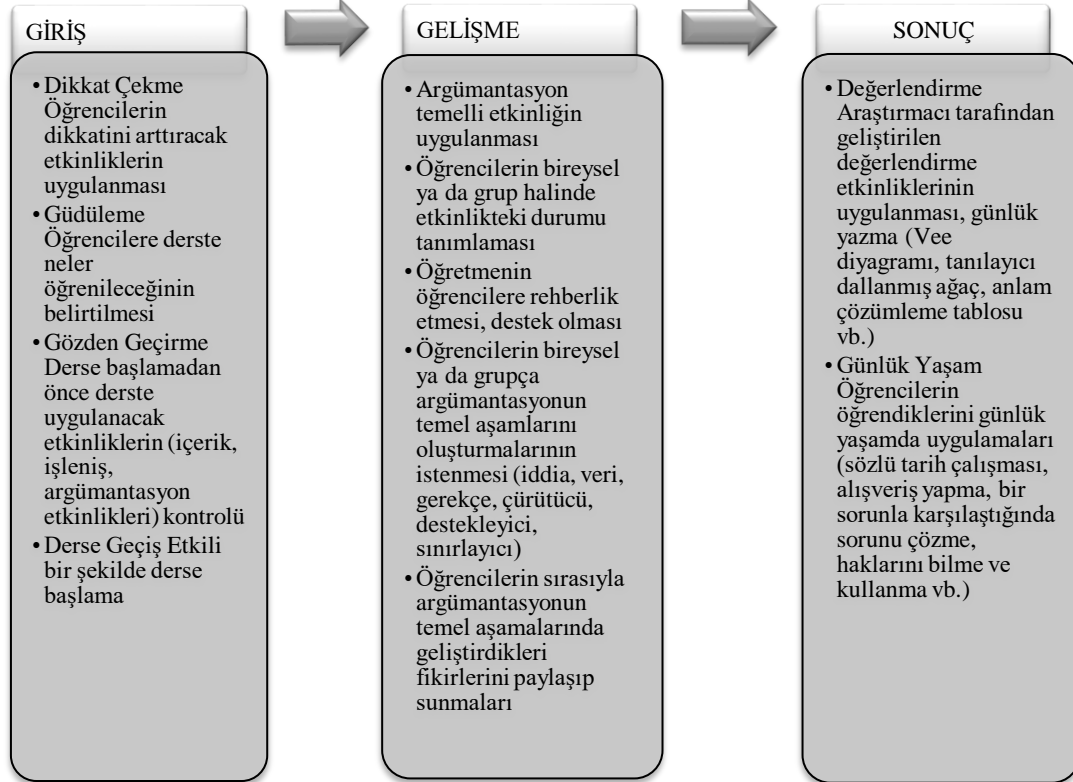 GİRİŞ
• Dikkat Çekme
Öğrencilerin
dikkatini arttıracak
etkinliklerin
uygulanması
• Güdüleme
Öğrencilere derste
neler
öğrenileceğinin
belirtilmesi
• Gözden Geçirme
Derse başlamadan
önce derste
uygulanacak
etkinliklerin (içerik,
işleniş,
argümantasyon
etkinlikleri) kontrolü
• Derse Geçiş Etkili
bir şekilde derse
başlama
GELİŞME
• Argümantasyon
temelli etkinliğin
uygulanması
• Öğrencilerin bireysel
ya da grup halinde
etkinlikteki durumu
tanımlaması
• Öğretmenin
öğrencilere rehberlik
etmesi, destek olması
• Öğrencilerin bireysel
ya da grupça
argümantasyonun
temel aşamlarını
oluşturmalarının
istenmesi (iddia, veri,
gerekçe, çürütücü,
destekleyici,
sınırlayıcı)
• Öğrencilerin sırasıyla
argümantasyonun
temel aşamalarında
geliştirdikleri
fikirlerini paylaşıp
sunmaları
SONUÇ
• Değerlendirme
Araştırmacı tarafından
geliştirilen
değerlendirme
etkinliklerinin
uygulanması, günlük
yazma (Vee
diyagramı, tanılayıcı
dallanmış ağaç, anlam
çözümleme tablosu
vb.)
• Günlük Yaşam
Öğrencilerin
öğrendiklerini günlük
yaşamda uygulamaları
(sözlü tarih çalışması,
alışveriş yapma, bir
sorunla karşılaştığında
sorunu çözme,
haklarını bilme ve
kullanma vb.)